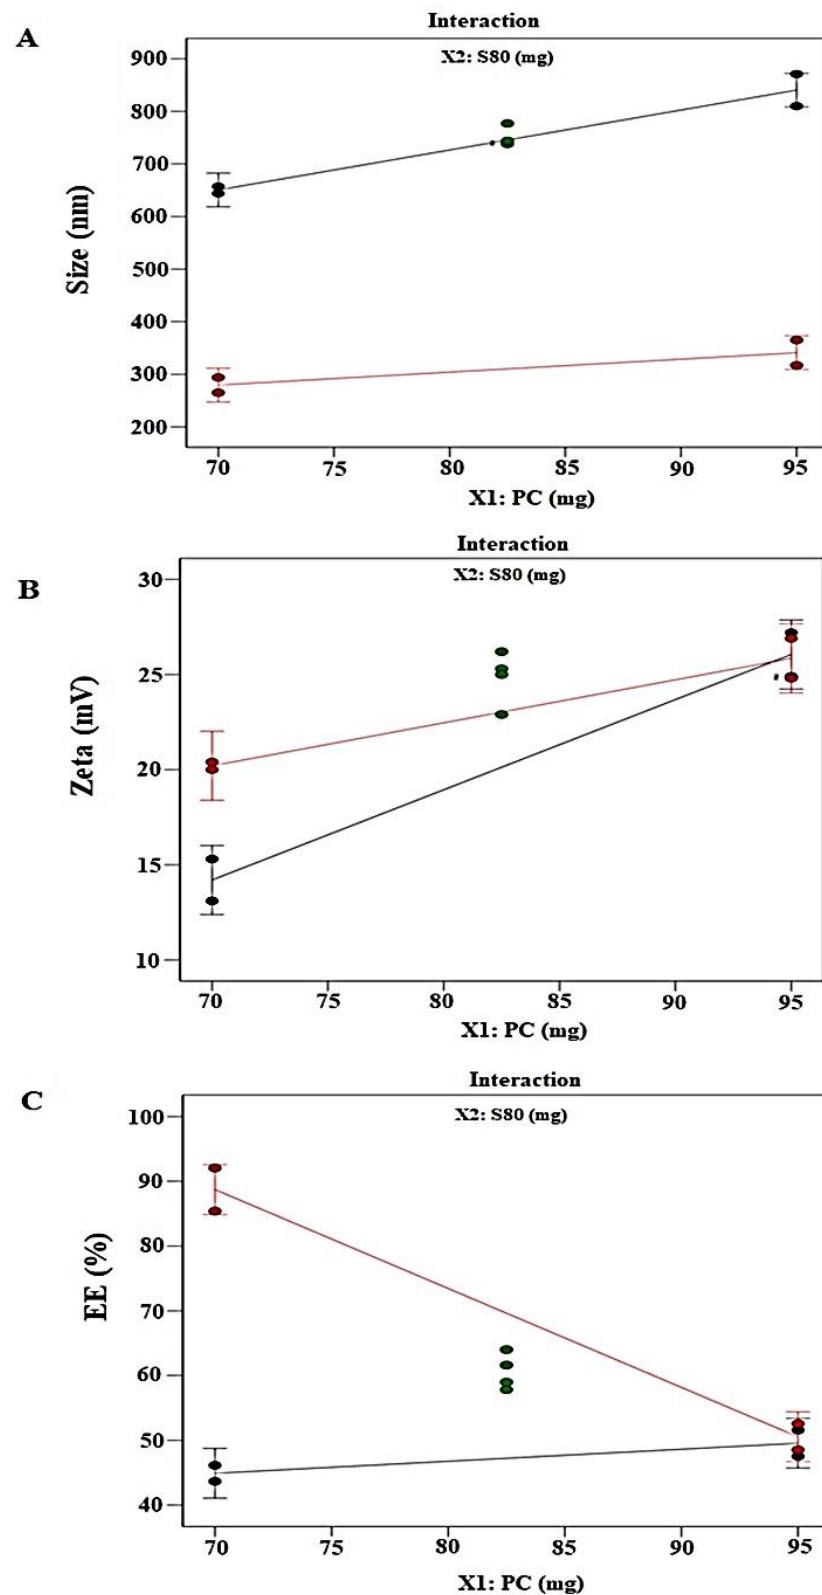 A
Interaction
X2: S80 (mg)
900
800
700
600
500
400
300
200
Size (nm)
70 75 80 85 90 95
X1: PC (mg)
B
Interaction
X2: S80 (mg)
30
25
20
15
10
Zeta (mV)
70 75 80 85 90 95
X1: PC (mg)
C
Interaction
X2: S80 (mg)
100
90
80
70
60
50
40
EE (%)
70 75 80 85 90 95
X1: PC (mg)